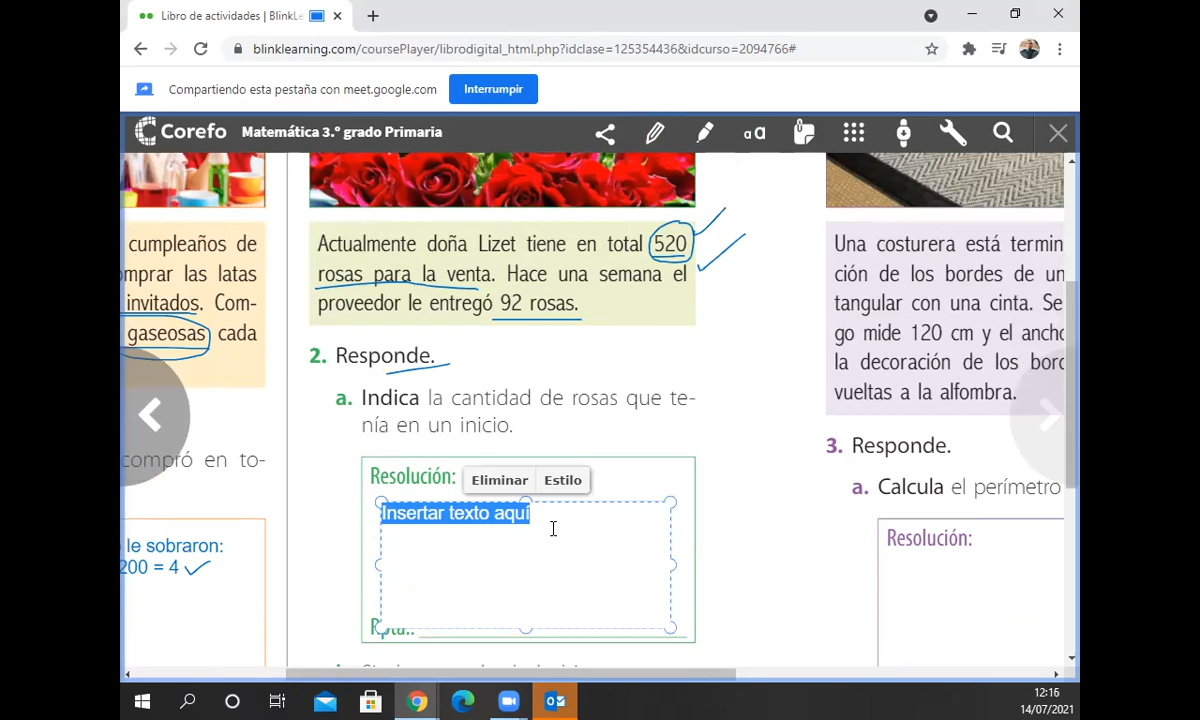 Libro de actividades | BlinkLe
blinklearning.com/coursePlayer/librodigital_html.php?idclase=125354436&idcurso=2094766#
Compartiendo esta pestaña con meet.google.com
Interrumpir
Corefo
Matemática 3.º grado Primaria
aa
cumpleaños de
mprar las latas
invitados. Com-
gaseosas cada
compró en to-
le sobraron:
200 = 4
Actualmente doña Lizet tiene en total 520
rosas para la venta. Hace una semana el
proveedor le entregó 92 rosas.
2. Responde.
a. Indica la cantidad de rosas que te-
nía en un inicio.
Resolución:
Eliminar
Estilo
Insertar texto aquí
Rpta.:
Una costurera está termin
ción de los bordes de un
tangular con una cinta. Se
go mide 120 cm y el ancho
la decoración de los bord
vueltas a la alfombra.
3. Responde.
a. Calcula el perímetro
Resolución:
12:16
14/07/2021